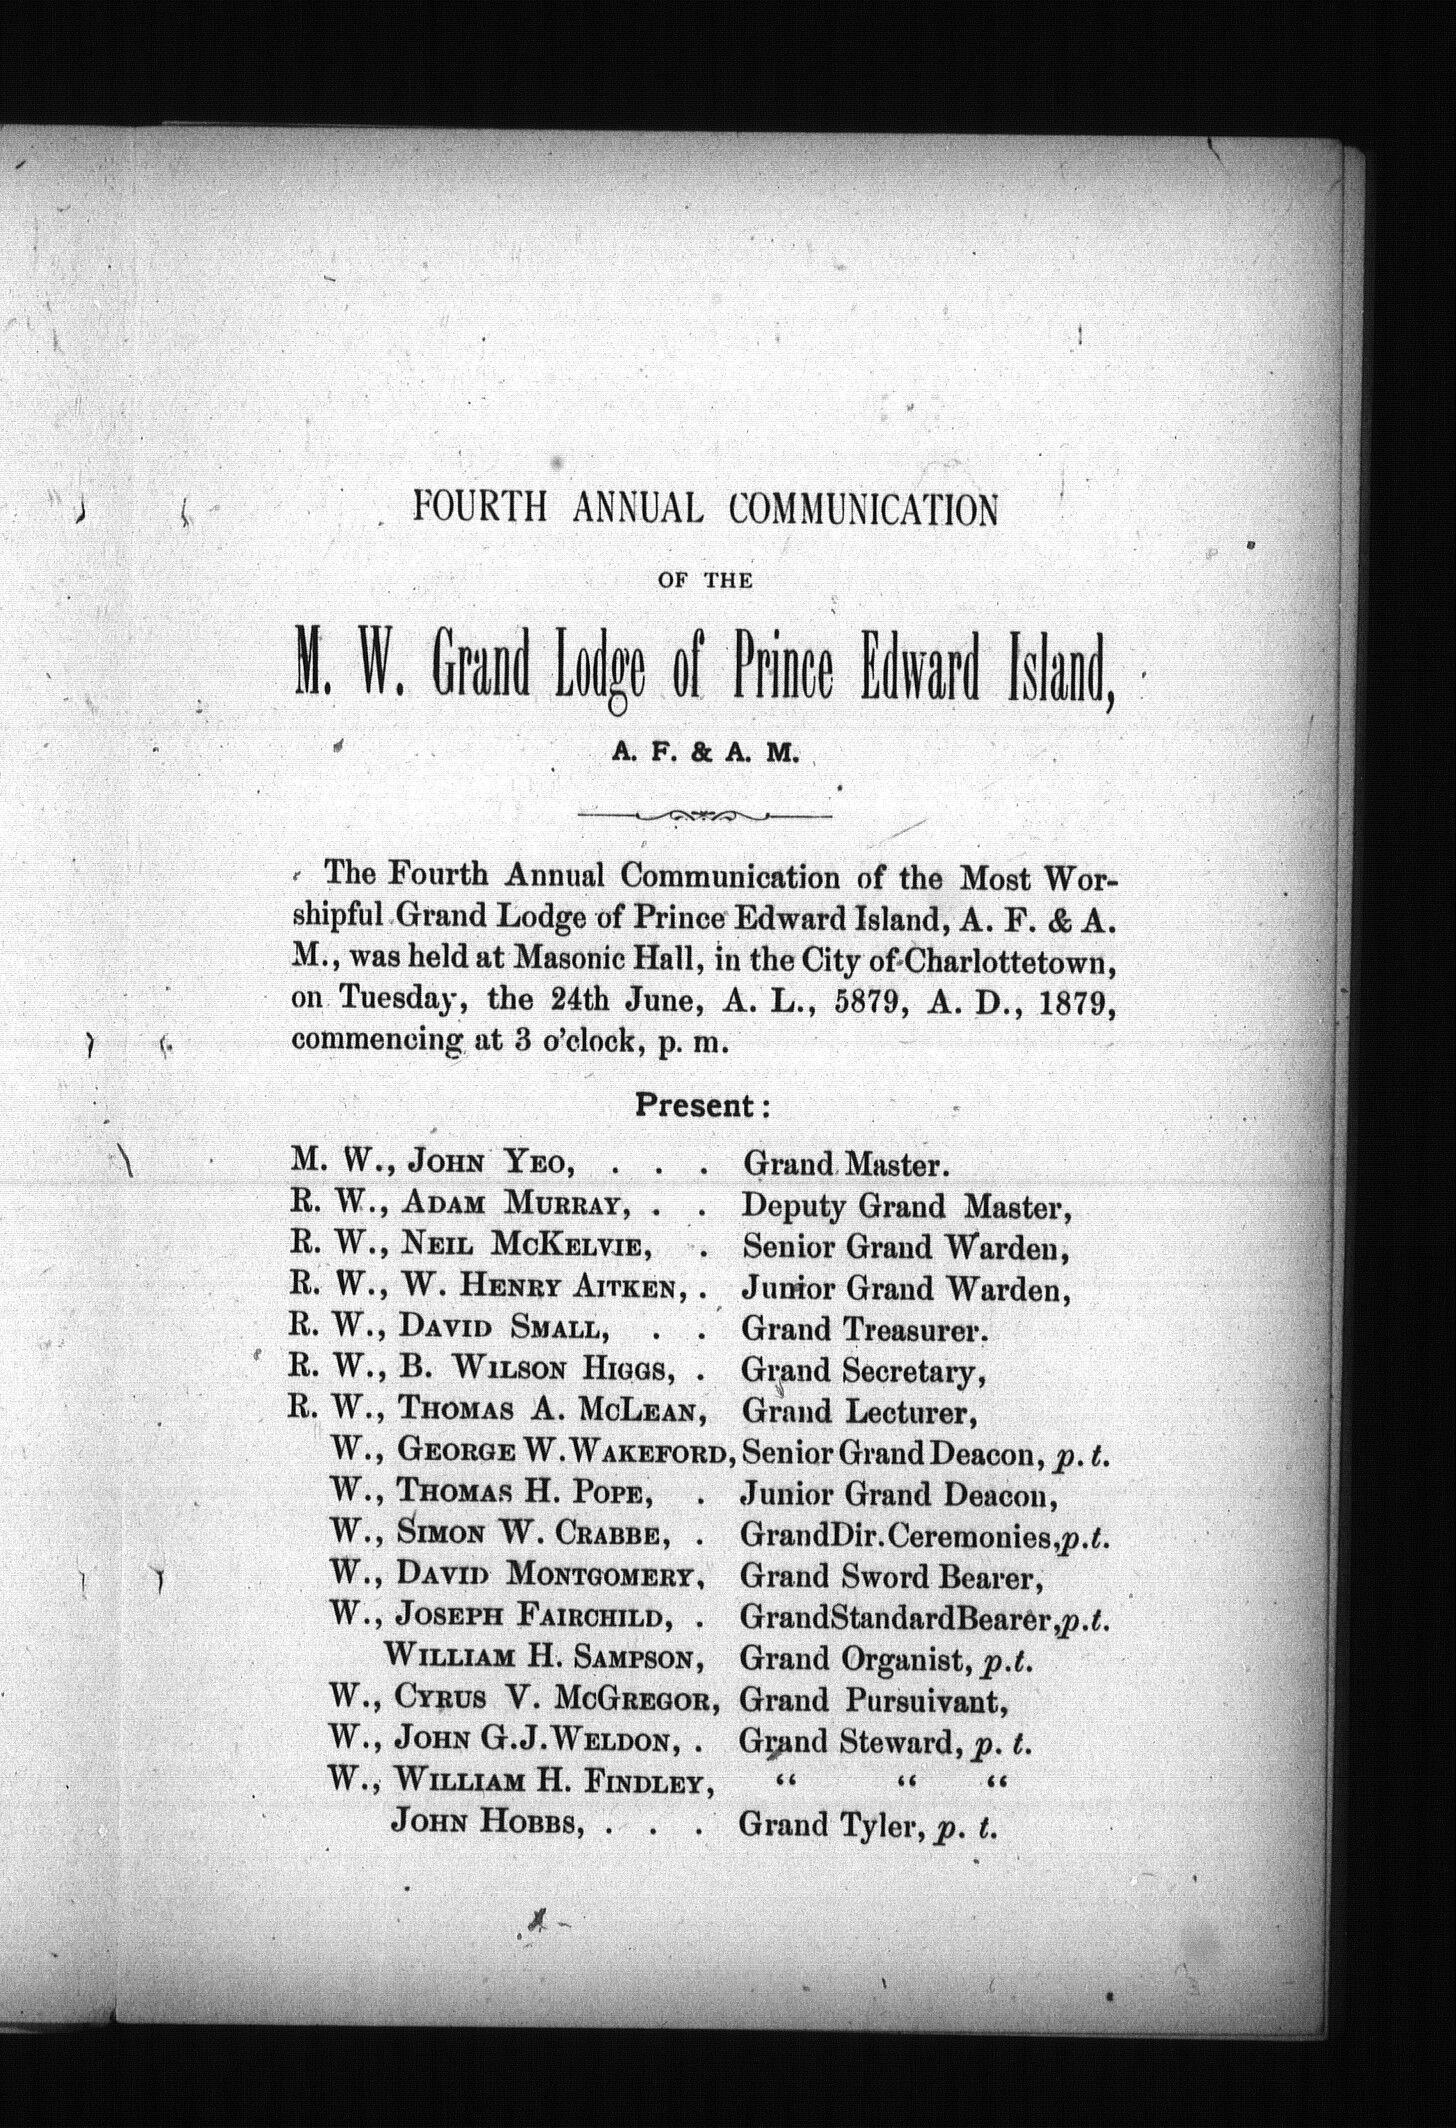 FOURTH ANNUAL COMMUNICATION
OF THE
M. W. Grand Lodge of Prince Edward Island,
A. F. & A. M.
The Fourth Annual Communication of the Most Wor-
shipful Grand Lodge of Prince Edward Island, A. F. & A.
M., was held at Masonic Hall, in the City of Charlottetown,
on Tuesday, the 24th June, A. L., 5879, A. D., 1879,
commencing at 3 o'clock, p. m.
Present:
M. W., JOHN YEO, . . . Grand Master.
R. W., ADAM MURRAY, . . Deputy Grand Master,
R. W., NEIL MCKELVIE, . Senior Grand Warden,
R. W., W. HENRY AITKEN, . Junior Grand Warden,
R. W., DAVID SMALL, . . Grand Treasurer.
R. W., B. WILSON HIGGS, . Grand Secretary,
R. W., THOMAS A. MCLEAN, Grand Lecturer,
W., GEORGE W. WAKEFORD, Senior Grand Deacon, p. t.
W., THOMAS H. POPE, . Junior Grand Deacon,
W., SIMON W. CRABBE, . Grand Dir. Ceremonies, p.t.
W., DAVID MONTGOMERY, Grand Sword Bearer,
W., JOSEPH FAIRCHILD, . Grand Standard Bearer, p.t.
WILLIAM H. SAMPSON, Grand Organist, p.t.
W., CYRUS V. MCGREGOR, Grand Pursuivant,
W., JOHN G.J. WELDON, . Grand Steward, p. t.
W., WILLIAM H. FINDLEY, " " "
JOHN HOBBS, . . . Grand Tyler, p. t.